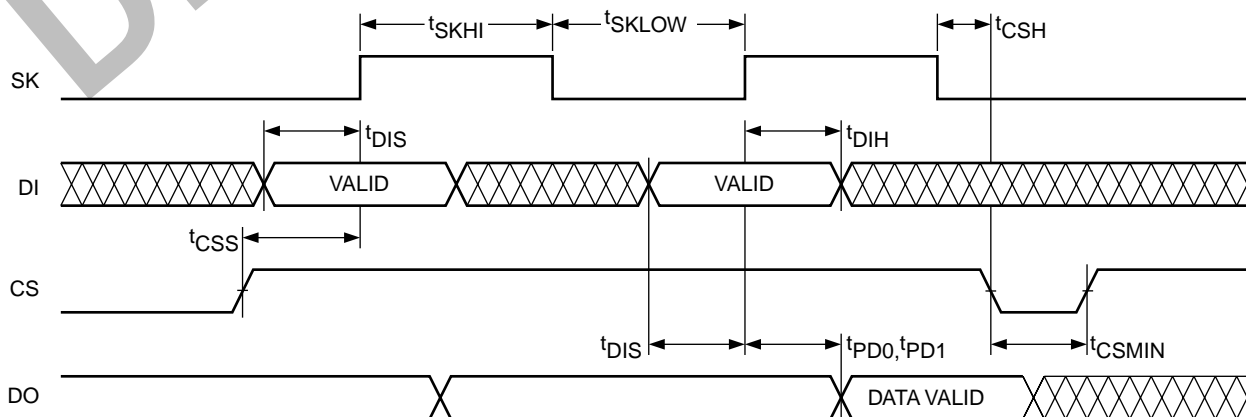 tSKHI tSKLOW tCSH
SK
tDIS tDIH
DI VALID VALID
tCSS
CS
tDIS tPD0,tPD1 tCSMIN
DO DATA VALID